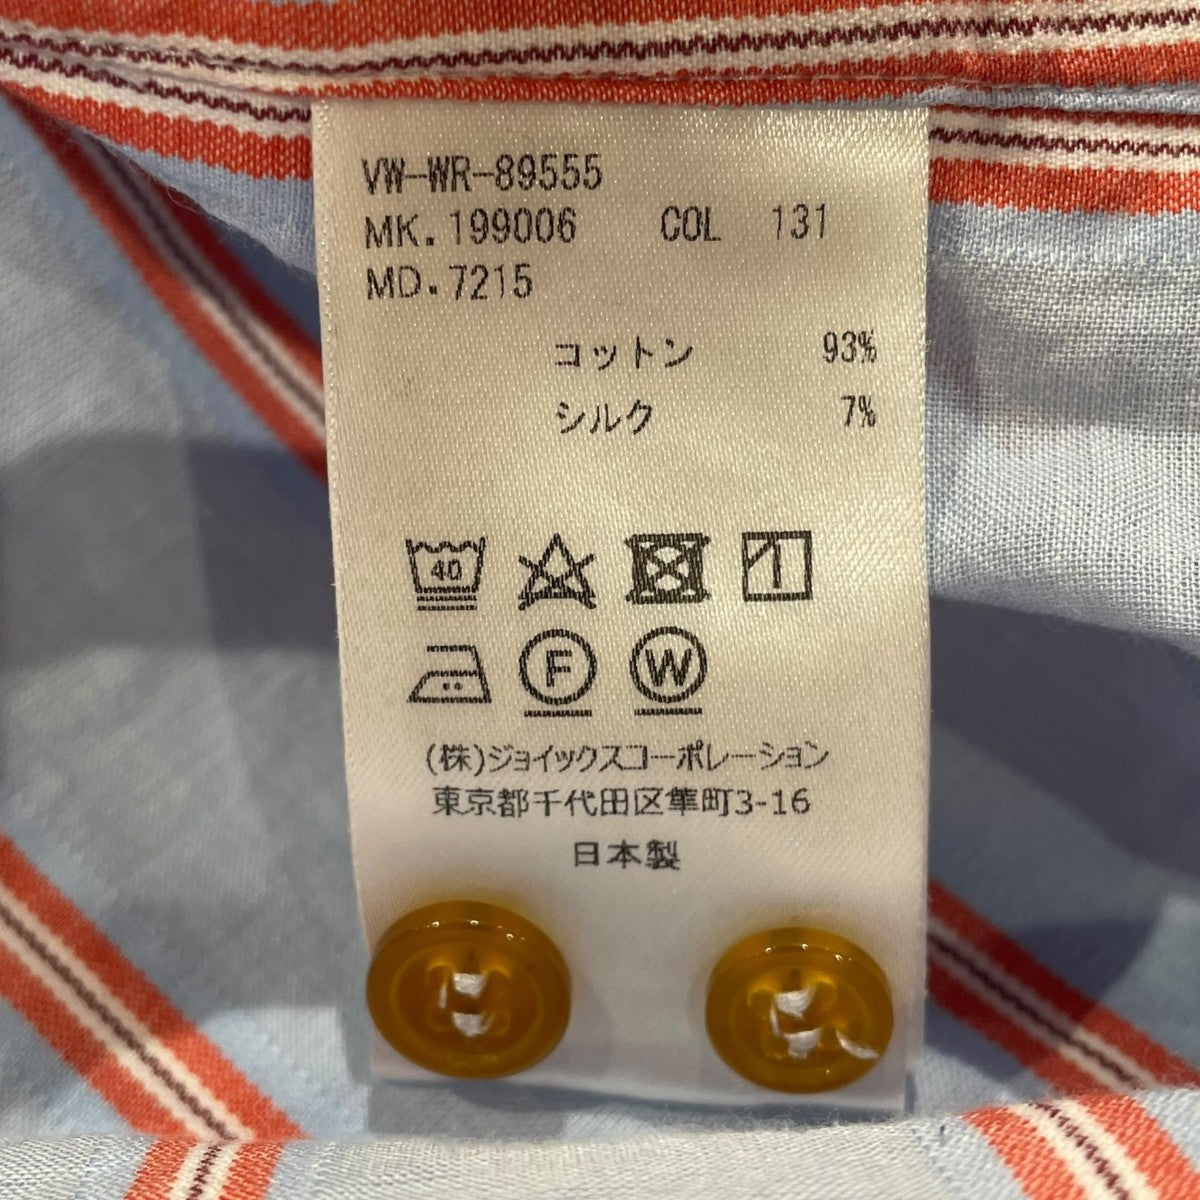 VW-WR-89555
MK.199006 COL 131
MD.7215
コットン 93%
シルク 7%
40
F W
(株)ジョイックスコーポレーション
東京都千代田区隼町3-16
日本製